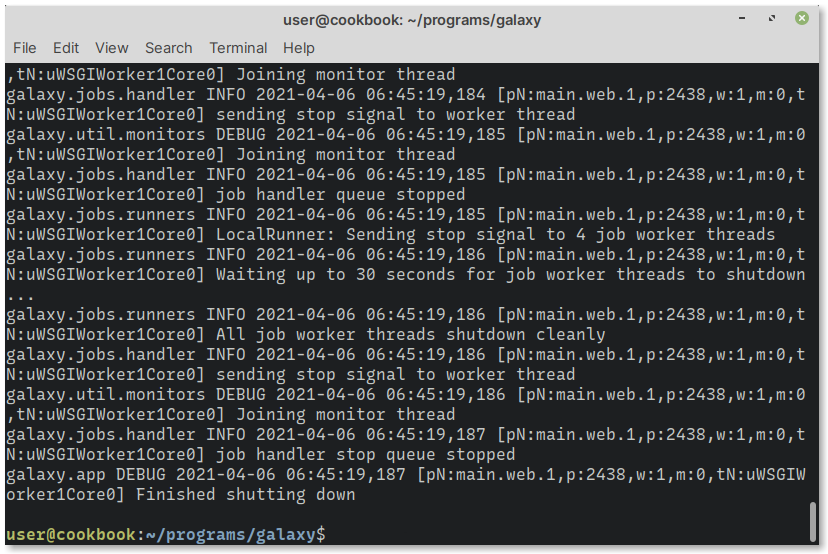 user@cookbook: ~/programs/galaxy
File Edit View Search Terminal Help
,tN:uWSGIWorker1Core0] Joining monitor thread
galaxy.jobs.handler INFO 2021-04-06 06:45:19,184 [pN:main.web.1,p:2438,w:1,m:0,t
N:uWSGIWorker1Core0] sending stop signal to worker thread
galaxy.util.monitors DEBUG 2021-04-06 06:45:19,185 [pN:main.web.1,p:2438,w:1,m:0
,tN:uWSGIWorker1Core0] Joining monitor thread
galaxy.jobs.handler INFO 2021-04-06 06:45:19,185 [pN:main.web.1,p:2438,w:1,m:0,t
N:uWSGIWorker1Core0] job handler queue stopped
galaxy.jobs.runners INFO 2021-04-06 06:45:19,185 [pN:main.web.1,p:2438,w:1,m:0,t
N:uWSGIWorker1Core0] LocalRunner: Sending stop signal to 4 job worker threads
galaxy.jobs.runners INFO 2021-04-06 06:45:19,186 [pN:main.web.1,p:2438,w:1,m:0,t
N:uWSGIWorker1Core0] Waiting up to 30 seconds for job worker threads to shutdown
...
galaxy.jobs.runners INFO 2021-04-06 06:45:19,186 [pN:main.web.1,p:2438,w:1,m:0,t
N:uWSGIWorker1Core0] All job worker threads shutdown cleanly
galaxy.jobs.handler INFO 2021-04-06 06:45:19,186 [pN:main.web.1,p:2438,w:1,m:0,t
N:uWSGIWorker1Core0] sending stop signal to worker thread
galaxy.util.monitors DEBUG 2021-04-06 06:45:19,186 [pN:main.web.1,p:2438,w:1,m:0
,tN:uWSGIWorker1Core0] Joining monitor thread
galaxy.jobs.handler INFO 2021-04-06 06:45:19,187 [pN:main.web.1,p:2438,w:1,m:0,t
N:uWSGIWorker1Core0] job handler stop queue stopped
galaxy.app DEBUG 2021-04-06 06:45:19,187 [pN:main.web.1,p:2438,w:1,m:0,tN:uWSGIW
orker1Core0] Finished shutting down
user@cookbook:~/programs/galaxy$